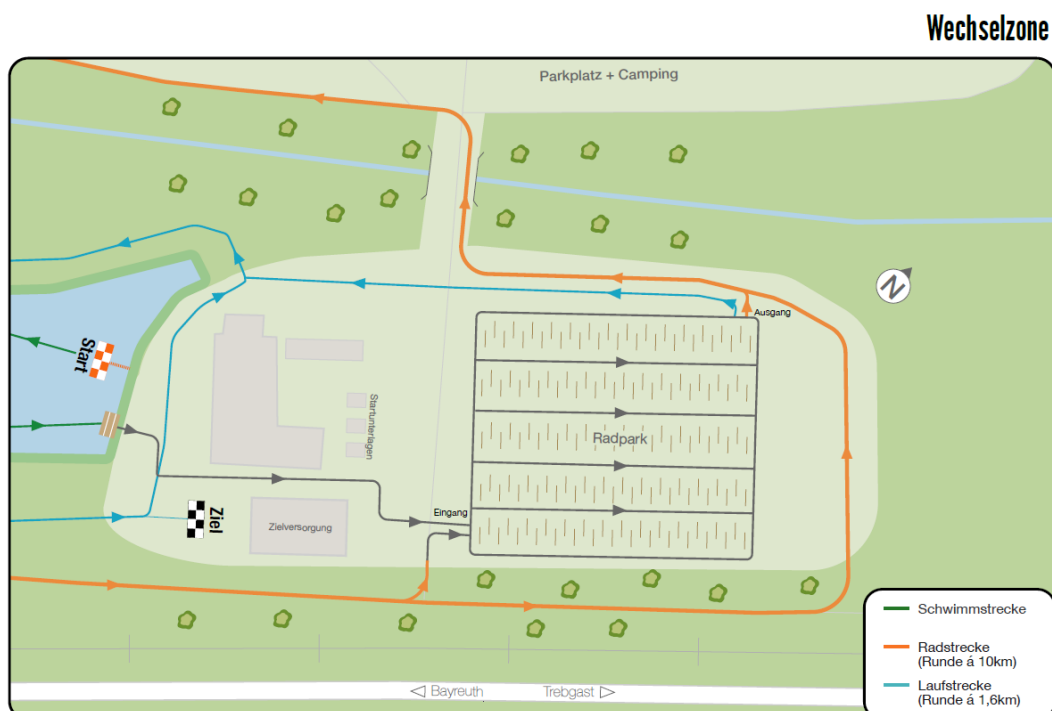 Wechselzone
Parkplatz + Camping
N
Ausgang
Start
Startunterlagen
Radpark
Eingang
Ziel
Zielversorgung
Schwimmstrecke
Radstrecke
(Runde á 10km)
Laufstrecke
(Runde á 1,6km)
Bayreuth
Trebgast